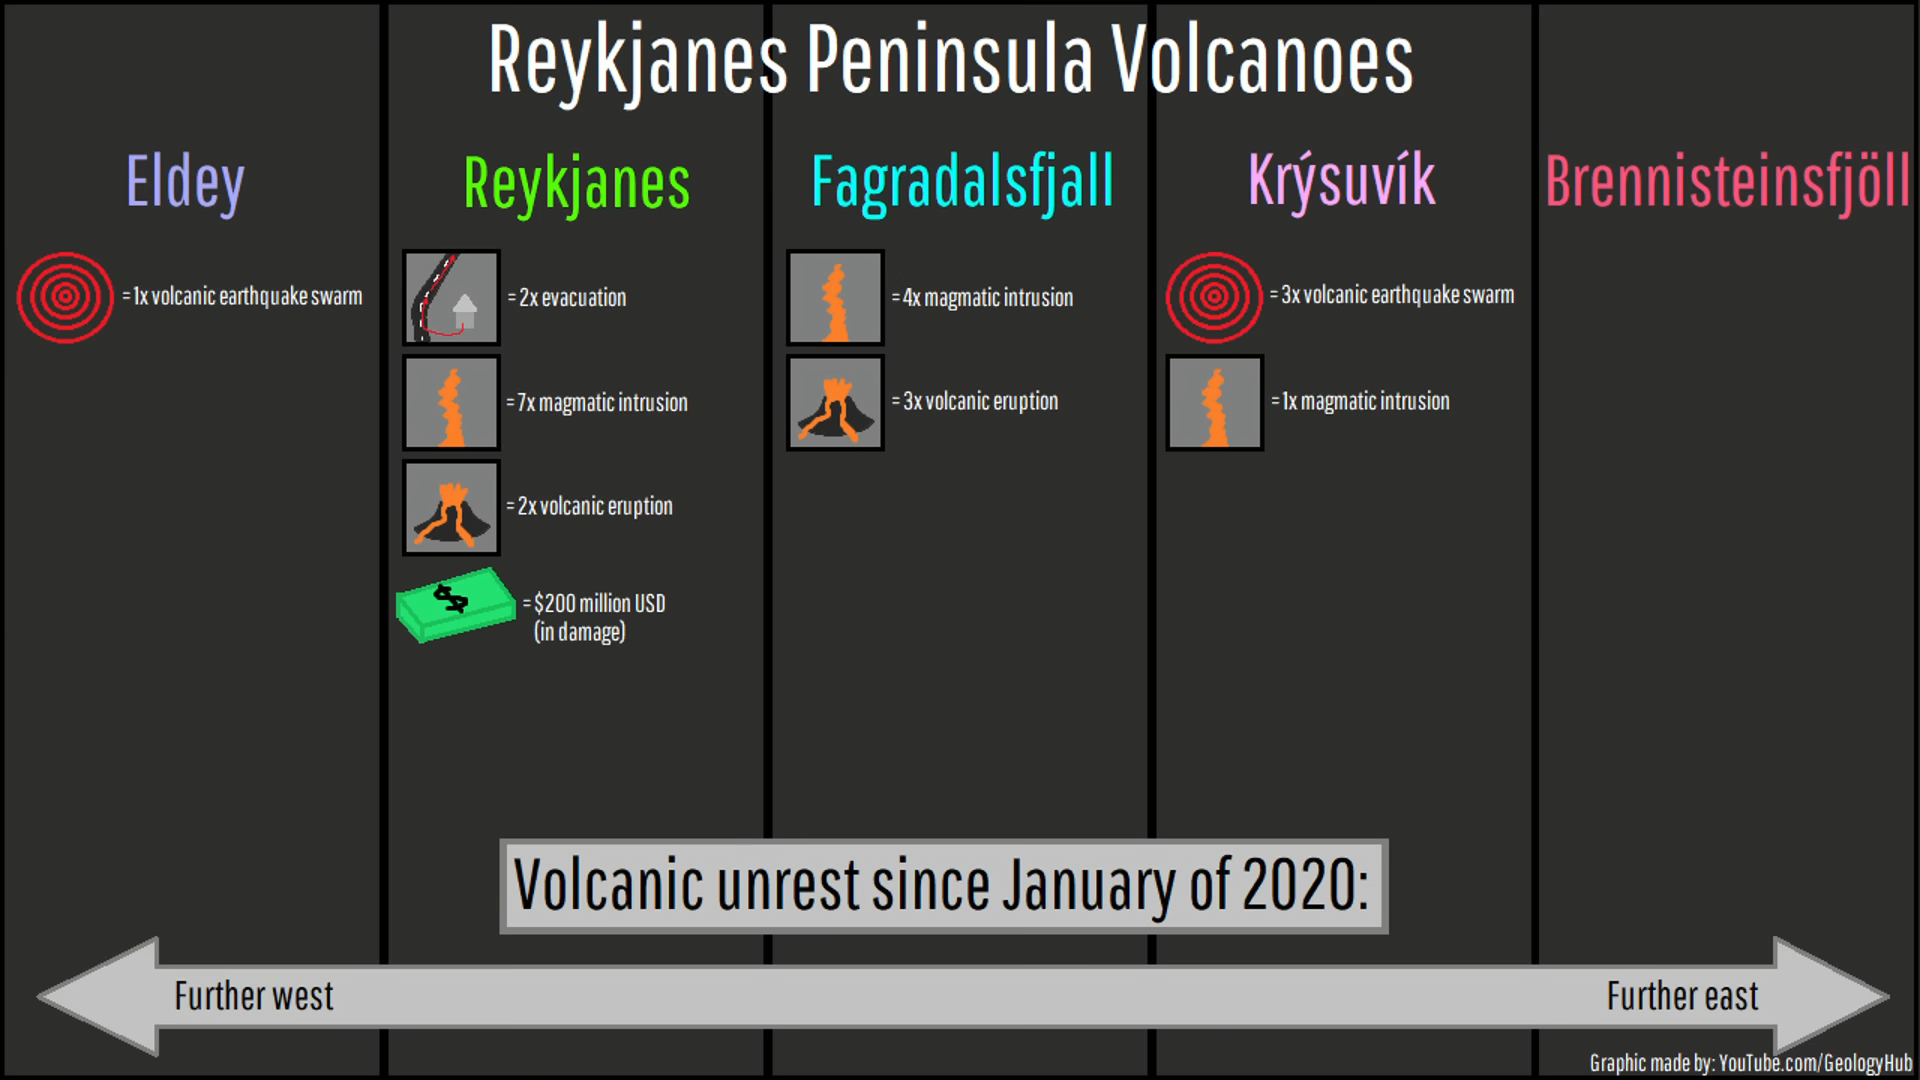 Reykjanes Peninsula Volcanoes
Eldey
= 1x volcanic earthquake swarm
Reykjanes
= 2x evacuation
= 7x magmatic intrusion
= 2x volcanic eruption
$
= $200 million USD
(in damage)
Fagradalsfjall
= 4x magmatic intrusion
= 3x volcanic eruption
Krýsuvík
= 3x volcanic earthquake swarm
= 1x magmatic intrusion
Brennisteinsfjöll
Volcanic unrest since January of 2020:
Further west
Further east
Graphic made by: YouTube.com/GeologyHub